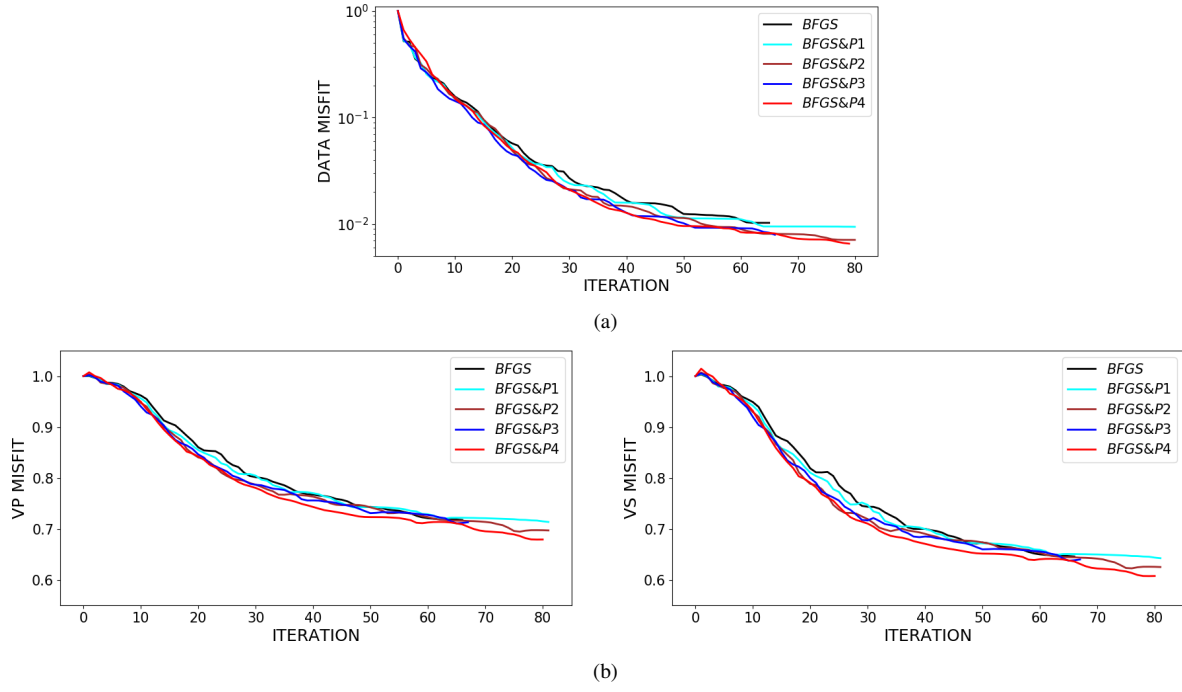 10⁰
10⁻¹
10⁻²
DATA MISFIT
BFGS
BFGS&P1
BFGS&P2
BFGS&P3
BFGS&P4
0 10 20 30 40 50 60 70 80
ITERATION
(a)
1.0
0.9
0.8
0.7
0.6
VP MISFIT
BFGS
BFGS&P1
BFGS&P2
BFGS&P3
BFGS&P4
0 10 20 30 40 50 60 70 80
ITERATION
1.0
0.9
0.8
0.7
0.6
VS MISFIT
BFGS
BFGS&P1
BFGS&P2
BFGS&P3
BFGS&P4
0 10 20 30 40 50 60 70 80
ITERATION
(b)